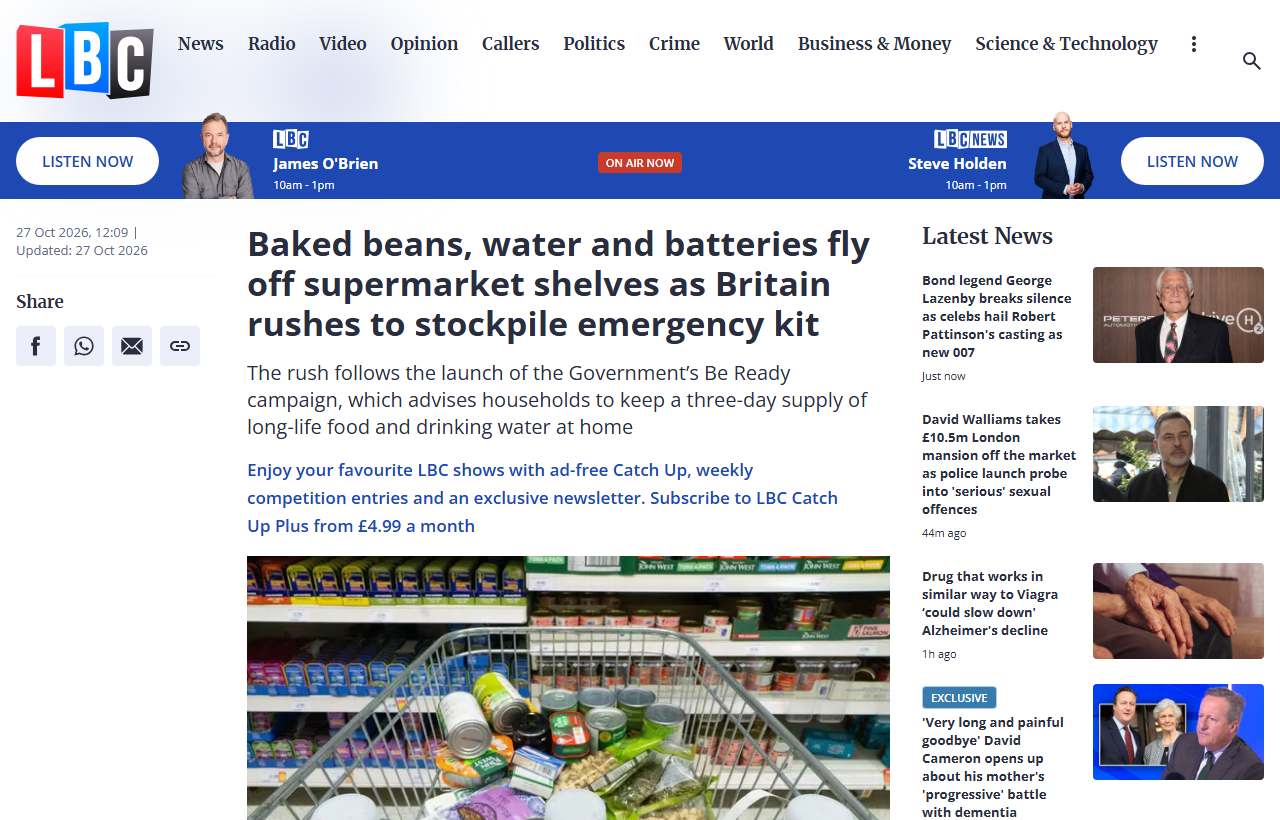 LBC
News Radio Video Opinion Callers Politics Crime World Business & Money Science & Technology
LISTEN NOW
LBC
James O'Brien
10am - 1pm
ON AIR NOW
LBC NEWS
Steve Holden
10am - 1pm
LISTEN NOW
27 Oct 2026, 12:09 |
Updated: 27 Oct 2026
Share
Baked beans, water and batteries fly
off supermarket shelves as Britain
rushes to stockpile emergency kit
The rush follows the launch of the Government’s Be Ready
campaign, which advises households to keep a three-day supply of
long-life food and drinking water at home
Enjoy your favourite LBC shows with ad-free Catch Up, weekly
competition entries and an exclusive newsletter. Subscribe to LBC Catch
Up Plus from £4.99 a month
JOHN WEST
JOHN WEST
JOHN WEST
Latest News
Bond legend George
Lazenby breaks silence
as celebs hail Robert
Pattinson's casting as
new 007
Just now
PETERS
David Walliams takes
£10.5m London
mansion off the market
as police launch probe
into 'serious' sexual
offences
44m ago
Drug that works in
similar way to Viagra
‘could slow down'
Alzheimer's decline
1h ago
EXCLUSIVE
'Very long and painful
goodbye' David
Cameron opens up
about his mother's
'progressive' battle
with dementia